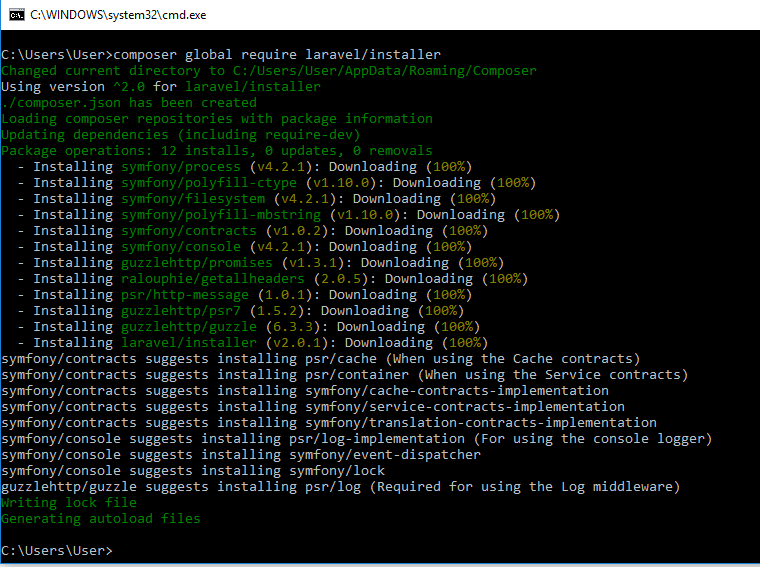 C:\WINDOWS\system32\cmd.exe
C:\Users\User>composer global require laravel/installer
Changed current directory to C:/Users/User/AppData/Roaming/Composer
Using version ^2.0 for laravel/installer
./composer.json has been created
Loading composer repositories with package information
Updating dependencies (including require-dev)
Package operations: 12 installs, 0 updates, 0 removals
  - Installing symfony/process (v4.2.1): Downloading (100%)
  - Installing symfony/polyfill-ctype (v1.10.0): Downloading (100%)
  - Installing symfony/filesystem (v4.2.1): Downloading (100%)
  - Installing symfony/polyfill-mbstring (v1.10.0): Downloading (100%)
  - Installing symfony/contracts (v1.0.2): Downloading (100%)
  - Installing symfony/console (v4.2.1): Downloading (100%)
  - Installing guzzlehttp/promises (v1.3.1): Downloading (100%)
  - Installing ralouphie/getallheaders (2.0.5): Downloading (100%)
  - Installing psr/http-message (1.0.1): Downloading (100%)
  - Installing guzzlehttp/psr7 (1.5.2): Downloading (100%)
  - Installing guzzlehttp/guzzle (6.3.3): Downloading (100%)
  - Installing laravel/installer (v2.0.1): Downloading (100%)
symfony/contracts suggests installing psr/cache (When using the Cache contracts)
symfony/contracts suggests installing psr/container (When using the Service contracts)
symfony/contracts suggests installing symfony/cache-contracts-implementation
symfony/contracts suggests installing symfony/service-contracts-implementation
symfony/contracts suggests installing symfony/translation-contracts-implementation
symfony/console suggests installing psr/log-implementation (For using the console logger)
symfony/console suggests installing symfony/event-dispatcher
symfony/console suggests installing symfony/lock
guzzlehttp/guzzle suggests installing psr/log (Required for using the Log middleware)
Writing lock file
Generating autoload files
C:\Users\User>